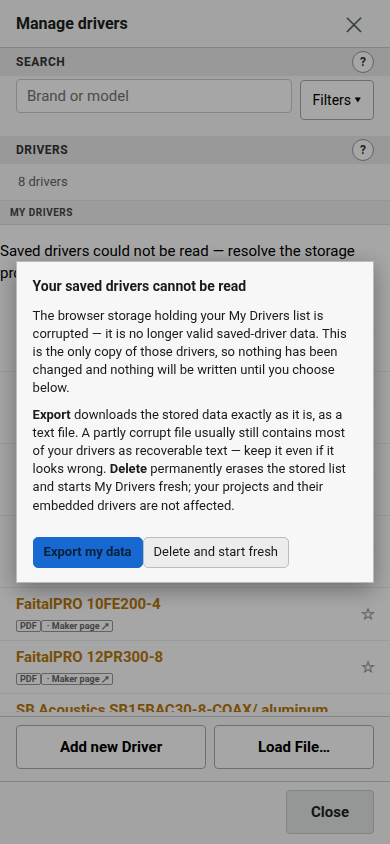 Manage drivers
SEARCH
?
Brand or model
Filters ▾
DRIVERS
?
8 drivers
MY DRIVERS
Saved drivers could not be read — resolve the storage
Your saved drivers cannot be read
The browser storage holding your My Drivers list is
corrupted — it is no longer valid saved-driver data. This
is the only copy of those drivers, so nothing has been
changed and nothing will be written until you choose
below.
Export downloads the stored data exactly as it is, as a
text file. A partly corrupt file usually still contains most
of your drivers as recoverable text — keep it even if it
looks wrong. Delete permanently erases the stored list
and starts My Drivers fresh; your projects and their
embedded drivers are not affected.
Export my data
Delete and start fresh
FaitalPRO 10FE200-4
PDF · Maker page ↗
FaitalPRO 12PR300-8
PDF · Maker page ↗
SB Acoustics SB15BAC30-8-COAX/ aluminum
Add new Driver
Load File…
Close